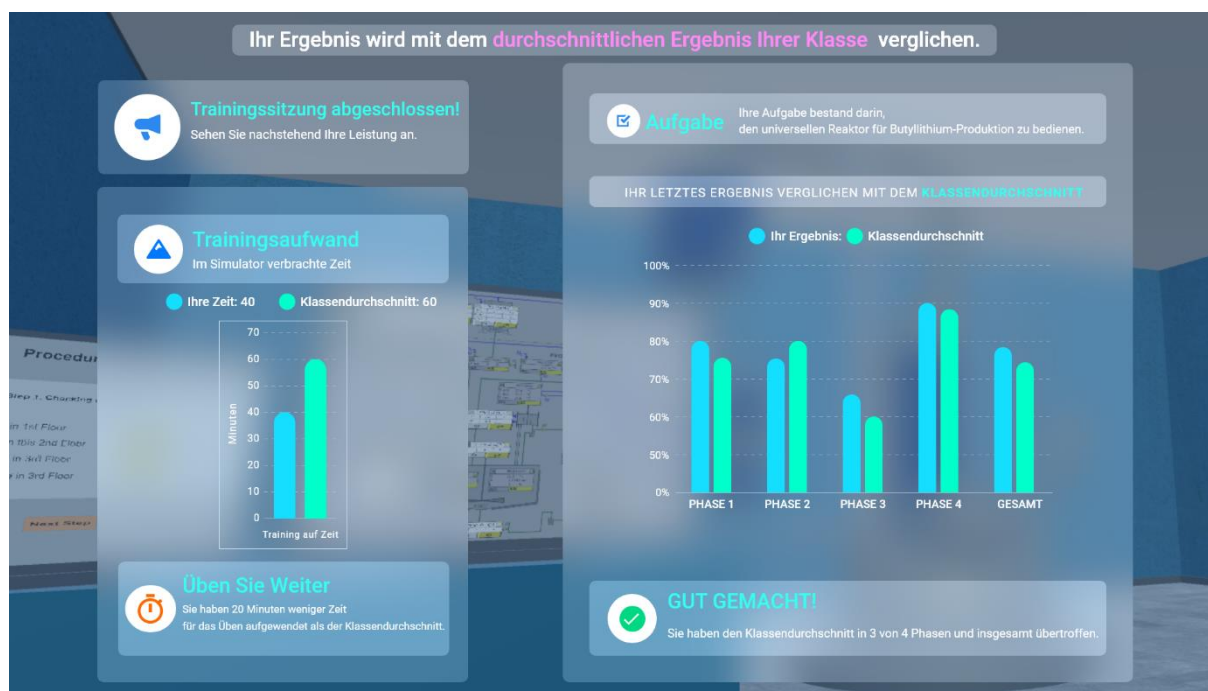 Ihr Ergebnis wird mit dem durchschnittlichen Ergebnis Ihrer Klasse verglichen.
Trainingssitzung abgeschlossen!
Sehen Sie nachstehend Ihre Leistung an.
Trainingsaufwand
Im Simulator verbrachte Zeit
Ihre Zeit: 40 Klassendurchschnitt: 60
70
60
50
40
30
20
10
0
Minuten
Training auf Zeit
Üben Sie Weiter
Sie haben 20 Minuten weniger Zeit
für das Üben aufgewendet als der Klassendurchschnitt.
Aufgabe
Ihre Aufgabe bestand darin,
den universellen Reaktor für Butyllithium-Produktion zu bedienen.
IHR LETZTES ERGEBNIS VERGLICHEN MIT DEM KLASSENDURCHSCHNITT
Ihr Ergebnis: Klassendurchschnitt
100%
90%
80%
70%
60%
50%
0%
PHASE 1 PHASE 2 PHASE 3 PHASE 4 GESAMT
GUT GEMACHT!
Sie haben den Klassendurchschnitt in 3 von 4 Phasen und insgesamt übertroffen.
Next Step